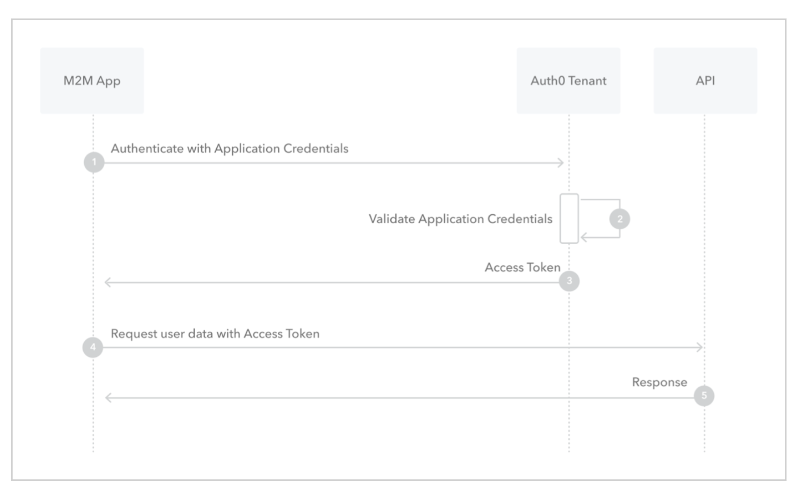 M2M App
Auth0 Tenant
API
Authenticate with Application Credentials
1
Validate Application Credentials
2
Access Token
3
Request user data with Access Token
4
Response
5